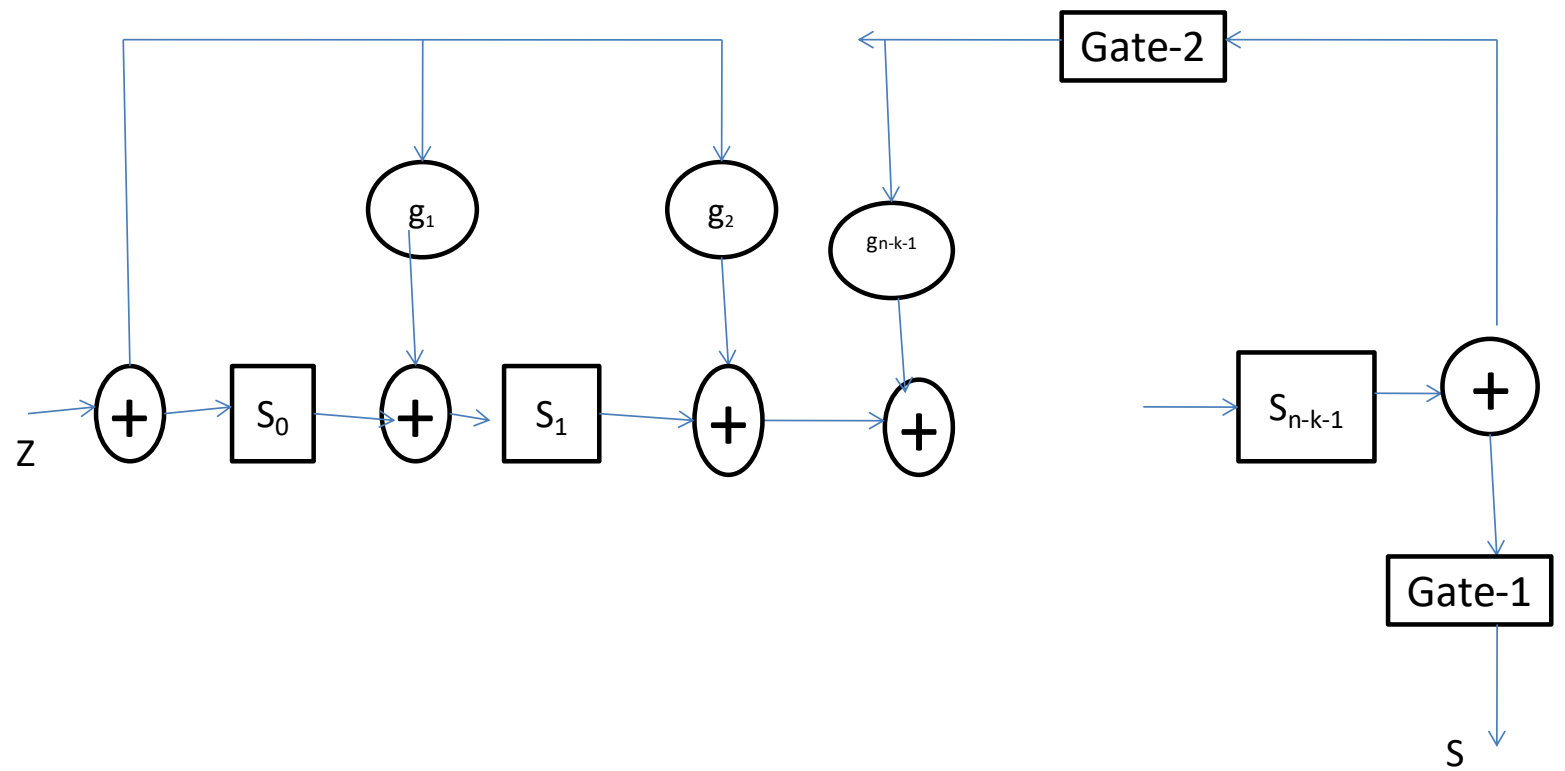 Gate-2
g₁
g₂
gn-k-1
Z
+
S₀
+
S₁
+
+
Sn-k-1
+
Gate-1
S